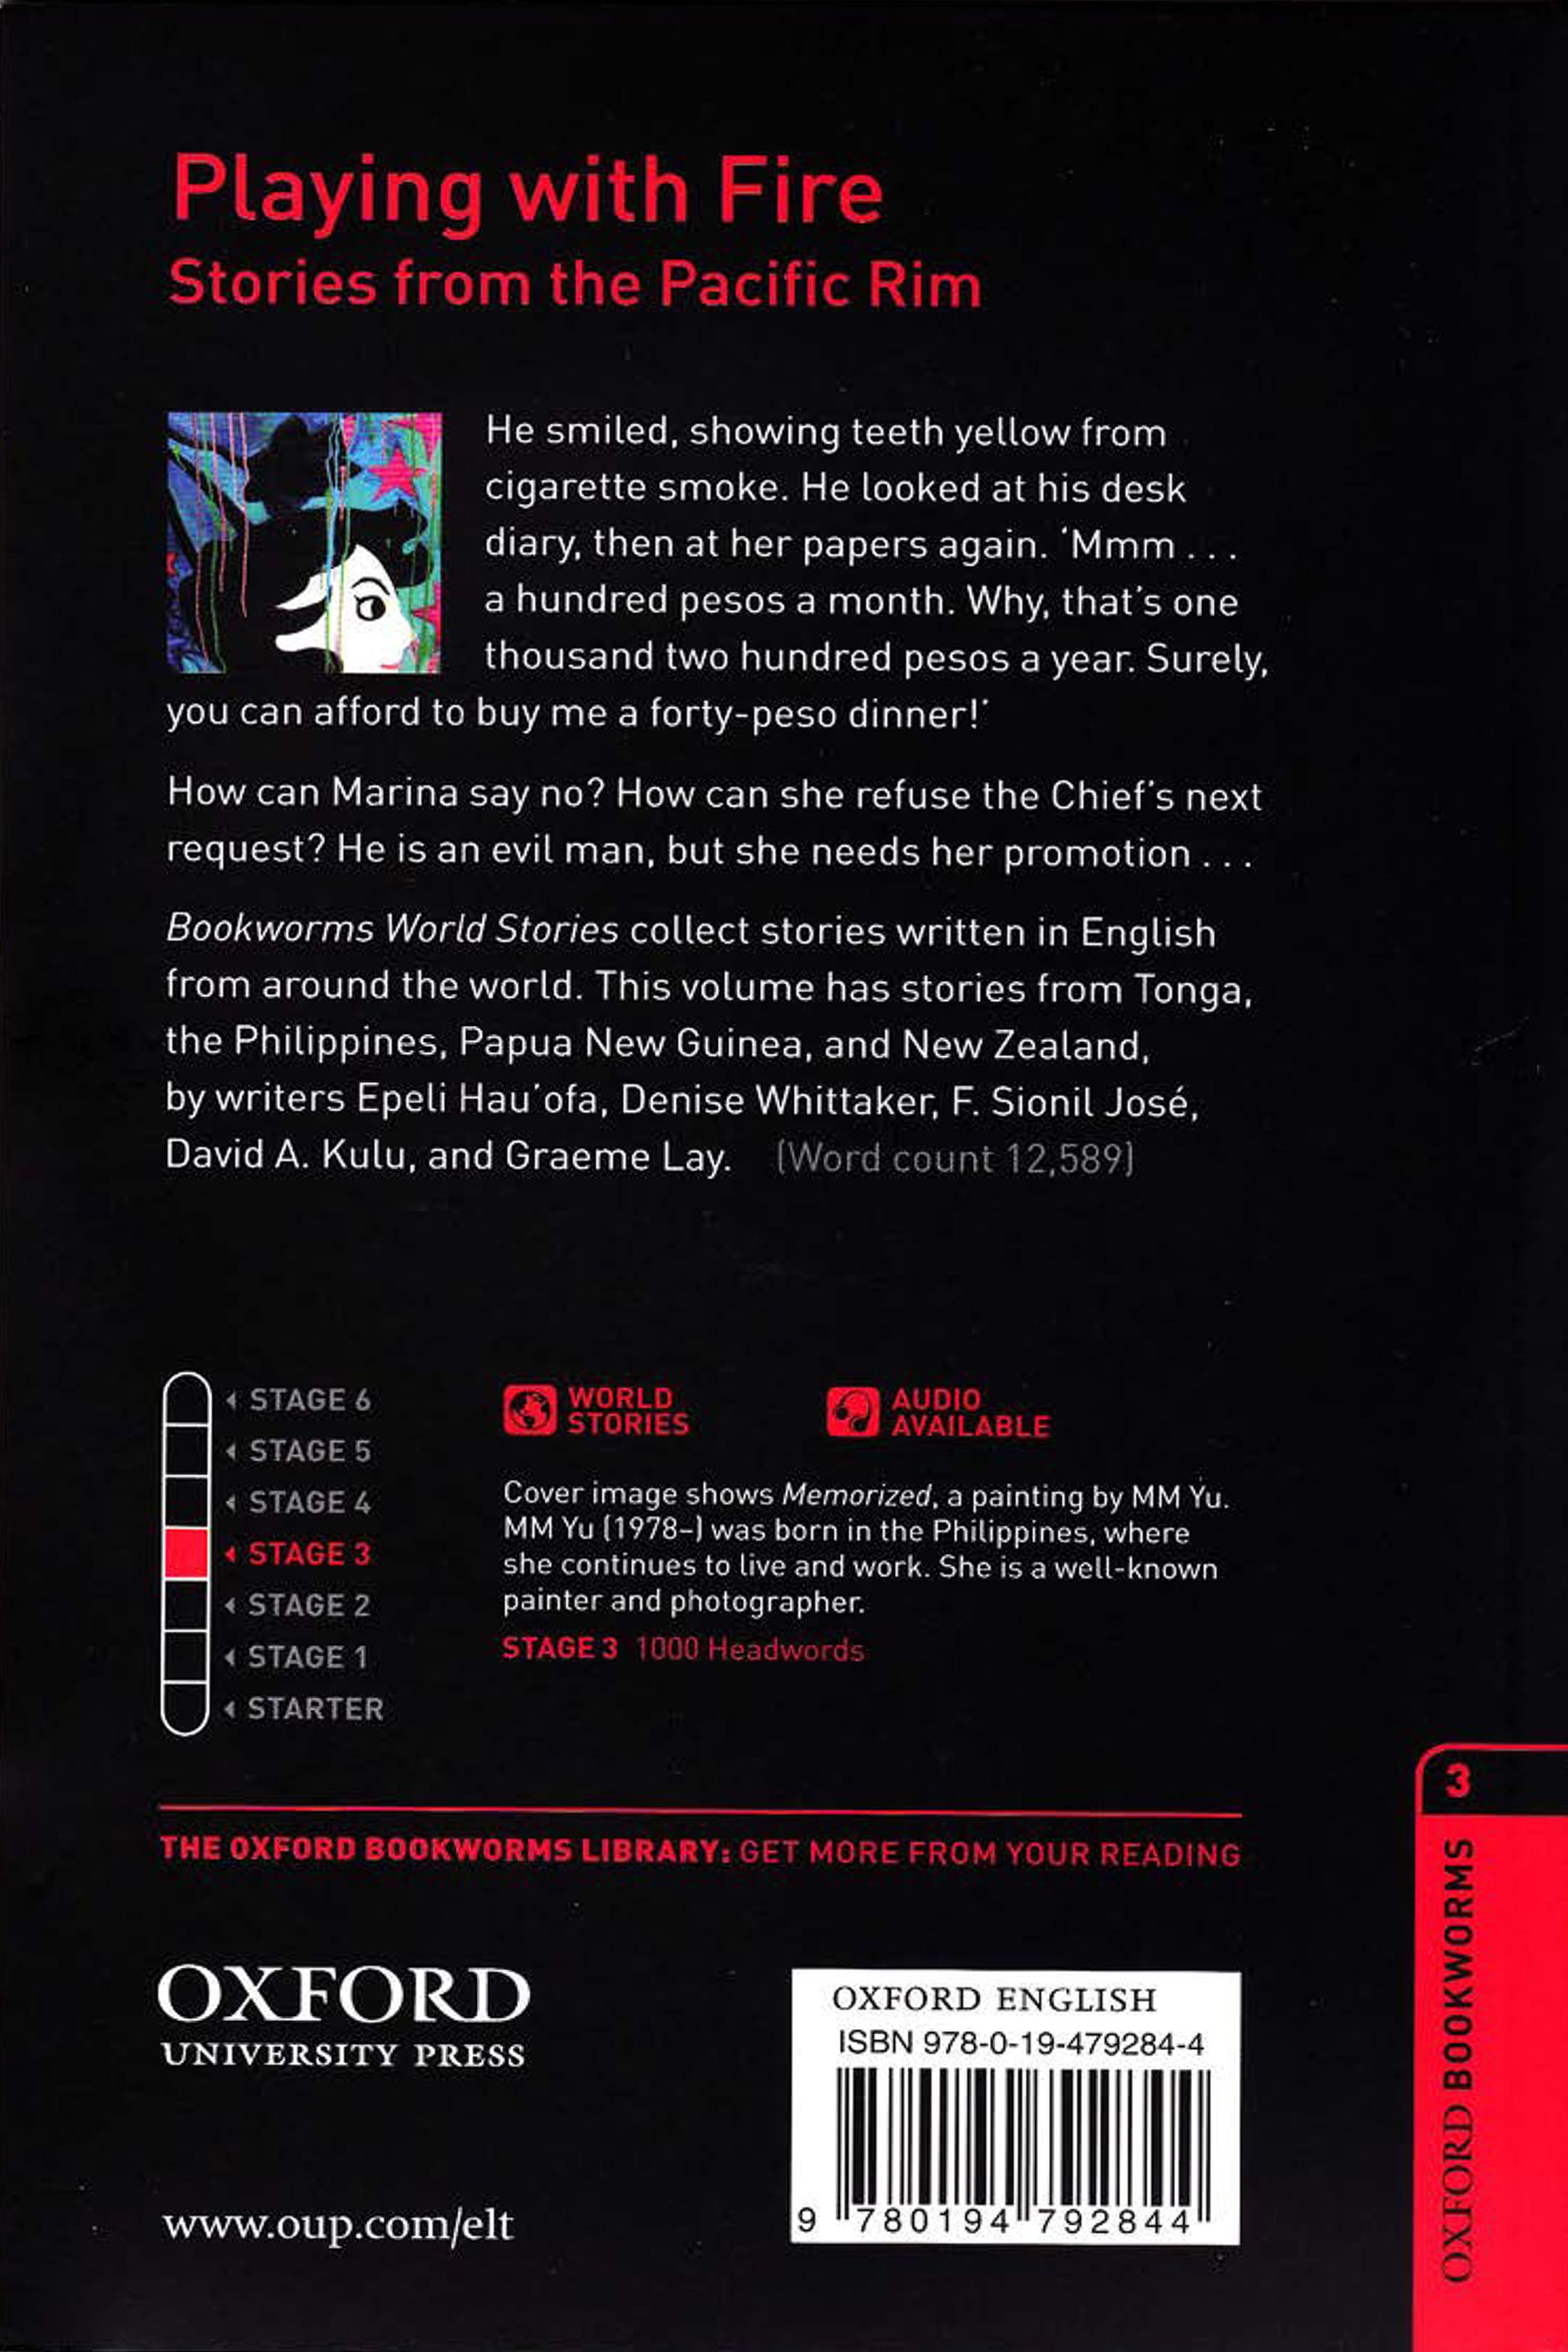 Playing with Fire
Stories from the Pacific Rim
He smiled, showing teeth yellow from
cigarette smoke. He looked at his desk
diary, then at her papers again. ‘Mmm . . .
a hundred pesos a month. Why, that’s one
thousand two hundred pesos a year. Surely,
you can afford to buy me a forty-peso dinner!’
How can Marina say no? How can she refuse the Chief’s next
request? He is an evil man, but she needs her promotion . . .
Bookworms World Stories collect stories written in English
from around the world. This volume has stories from Tonga,
the Philippines, Papua New Guinea, and New Zealand,
by writers Epeli Hau’ofa, Denise Whittaker, F. Sionil José,
David A. Kulu, and Graeme Lay. (Word count 12,589)
STAGE 6
STAGE 5
STAGE 4
STAGE 3
STAGE 2
STAGE 1
STARTER
WORLD
STORIES
AUDIO
AVAILABLE
Cover image shows Memorized, a painting by MM Yu.
MM Yu (1978–) was born in the Philippines, where
she continues to live and work. She is a well-known
painter and photographer.
STAGE 3 1000 Headwords
THE OXFORD BOOKWORMS LIBRARY: GET MORE FROM YOUR READING
OXFORD
UNIVERSITY PRESS
www.oup.com/elt
OXFORD ENGLISH
ISBN 978-0-19-479284-4
9 780194 792844
3
OXFORD BOOKWORMS